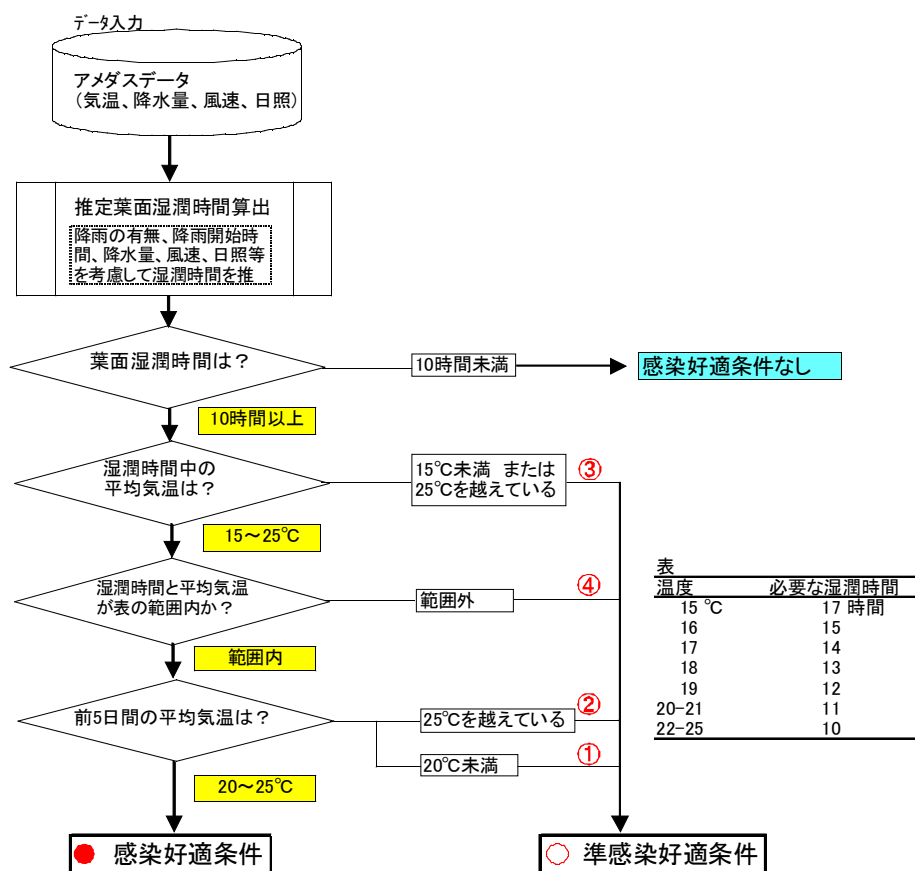 データ入力
アメダスデータ
(気温、降水量、風速、日照)
推定葉面湿潤時間算出
降雨の有無、降雨開始時
間、降水量、風速、日照等
を考慮して湿潤時間を推
葉面湿潤時間は?
10時間未満
感染好適条件なし
10時間以上
湿潤時間中の
平均気温は?
15℃未満 または
25℃を越えている
③
15～25℃
湿潤時間と平均気温
が表の範囲内か?
範囲外
④
範囲内
前5日間の平均気温は?
25℃を越えている
②
20℃未満
①
20～25℃
● 感染好適条件
○ 準感染好適条件
表
温度 必要な湿潤時間
15 ℃ 17 時間
16 15
17 14
18 13
19 12
20-21 11
22-25 10